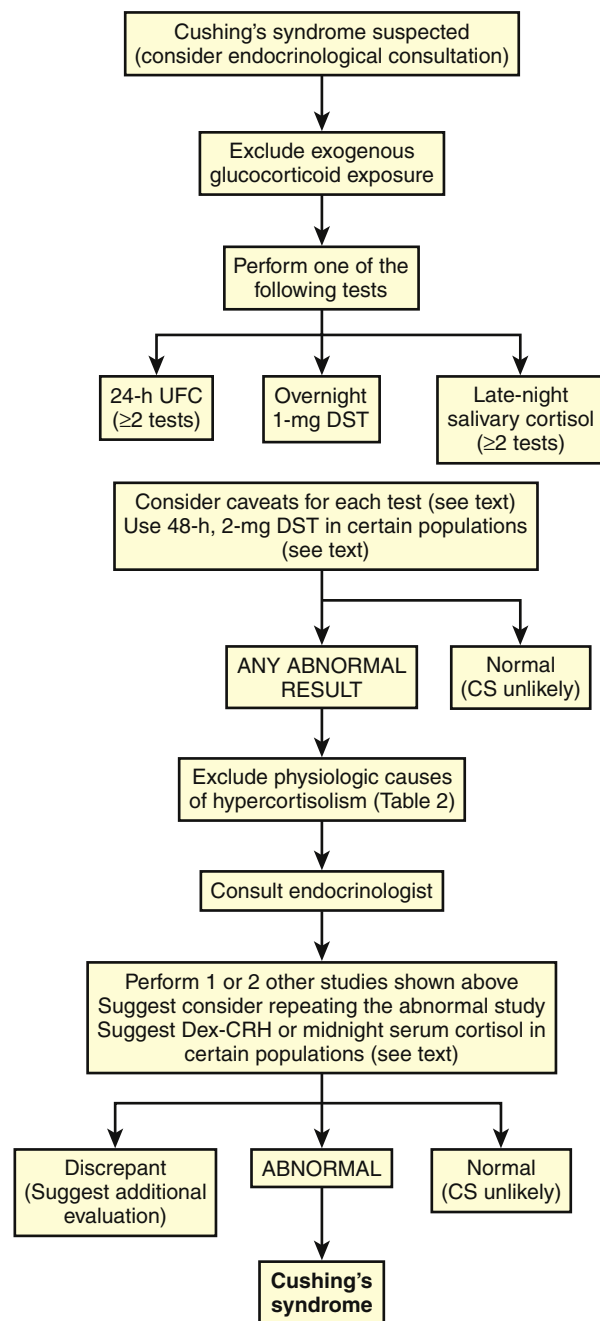 Cushing's syndrome suspected
(consider endocrinological consultation)
Exclude exogenous
glucocorticoid exposure
Perform one of the
following tests
24-h UFC
(≥2 tests)
Overnight
1-mg DST
Late-night
salivary cortisol
(≥2 tests)
Consider caveats for each test (see text)
Use 48-h, 2-mg DST in certain populations
(see text)
ANY ABNORMAL
RESULT
Normal
(CS unlikely)
Exclude physiologic causes
of hypercortisolism (Table 2)
Consult endocrinologist
Perform 1 or 2 other studies shown above
Suggest consider repeating the abnormal study
Suggest Dex-CRH or midnight serum cortisol in
certain populations (see text)
Discrepant
(Suggest additional
evaluation)
ABNORMAL
Normal
(CS unlikely)
Cushing's
syndrome